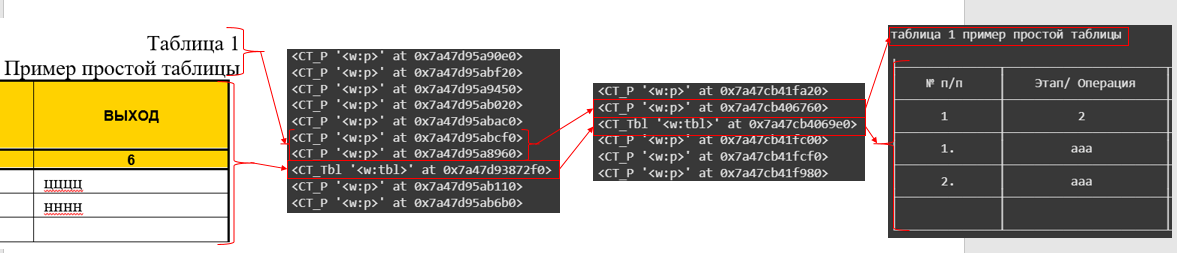 Таблица 1
Пример простой таблицы
ВЫХОД
6
цццц
нннн
<CT_P '<w:p>' at 0x7a47d95a90e0>
<CT_P '<w:p>' at 0x7a47d95abf20>
<CT_P '<w:p>' at 0x7a47d95a9450>
<CT_P '<w:p>' at 0x7a47d95ab020>
<CT_P '<w:p>' at 0x7a47d95abac0>
<CT_P '<w:p>' at 0x7a47d95abcf0>
<CT_P '<w:p>' at 0x7a47d95a8960>
<CT_Tbl '<w:tbl>' at 0x7a47d93872f0>
<CT_P '<w:p>' at 0x7a47d95ab110>
<CT_P '<w:p>' at 0x7a47d95ab6b0>
<CT_P '<w:p>' at 0x7a47cb41fa20>
<CT_P '<w:p>' at 0x7a47cb406760>
<CT_Tbl '<w:tbl>' at 0x7a47cb4069e0>
<CT_P '<w:p>' at 0x7a47cb41fc00>
<CT_P '<w:p>' at 0x7a47cb41fcf0>
<CT_P '<w:p>' at 0x7a47cb41f980>
таблица 1 пример простой таблицы
№ п/п Этап/ Операция
1 2
1. ааа
2. ааа